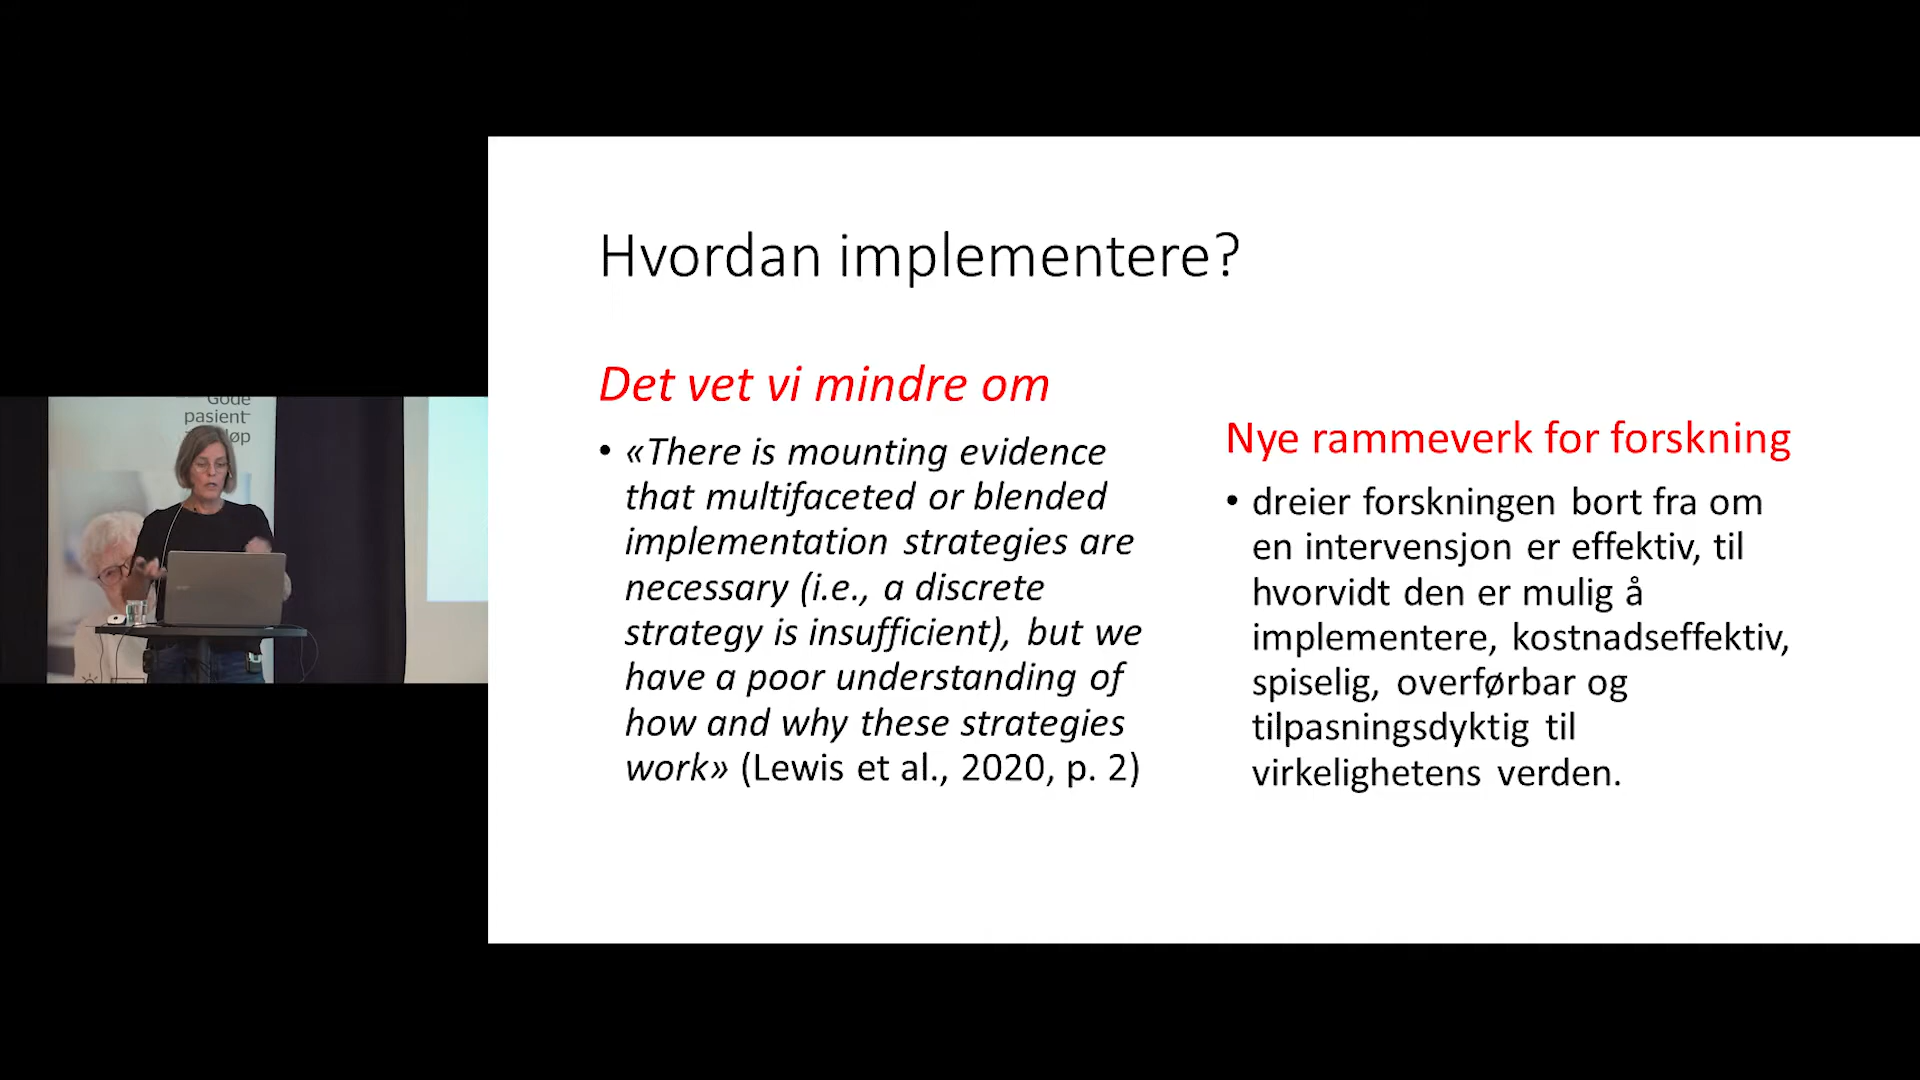 Hvordan implementere?
Det vet vi mindre om
• «There is mounting evidence
that multifaceted or blended
implementation strategies are
necessary (i.e., a discrete
strategy is insufficient), but we
have a poor understanding of
how and why these strategies
work» (Lewis et al., 2020, p. 2)
Nye rammeverk for forskning
• dreier forskningen bort fra om
en intervensjon er effektiv, til
hvorvidt den er mulig å
implementere, kostnadseffektiv,
spiselig, overførbar og
tilpasningsdyktig til
virkelighetens verden.
Gode
pasient-